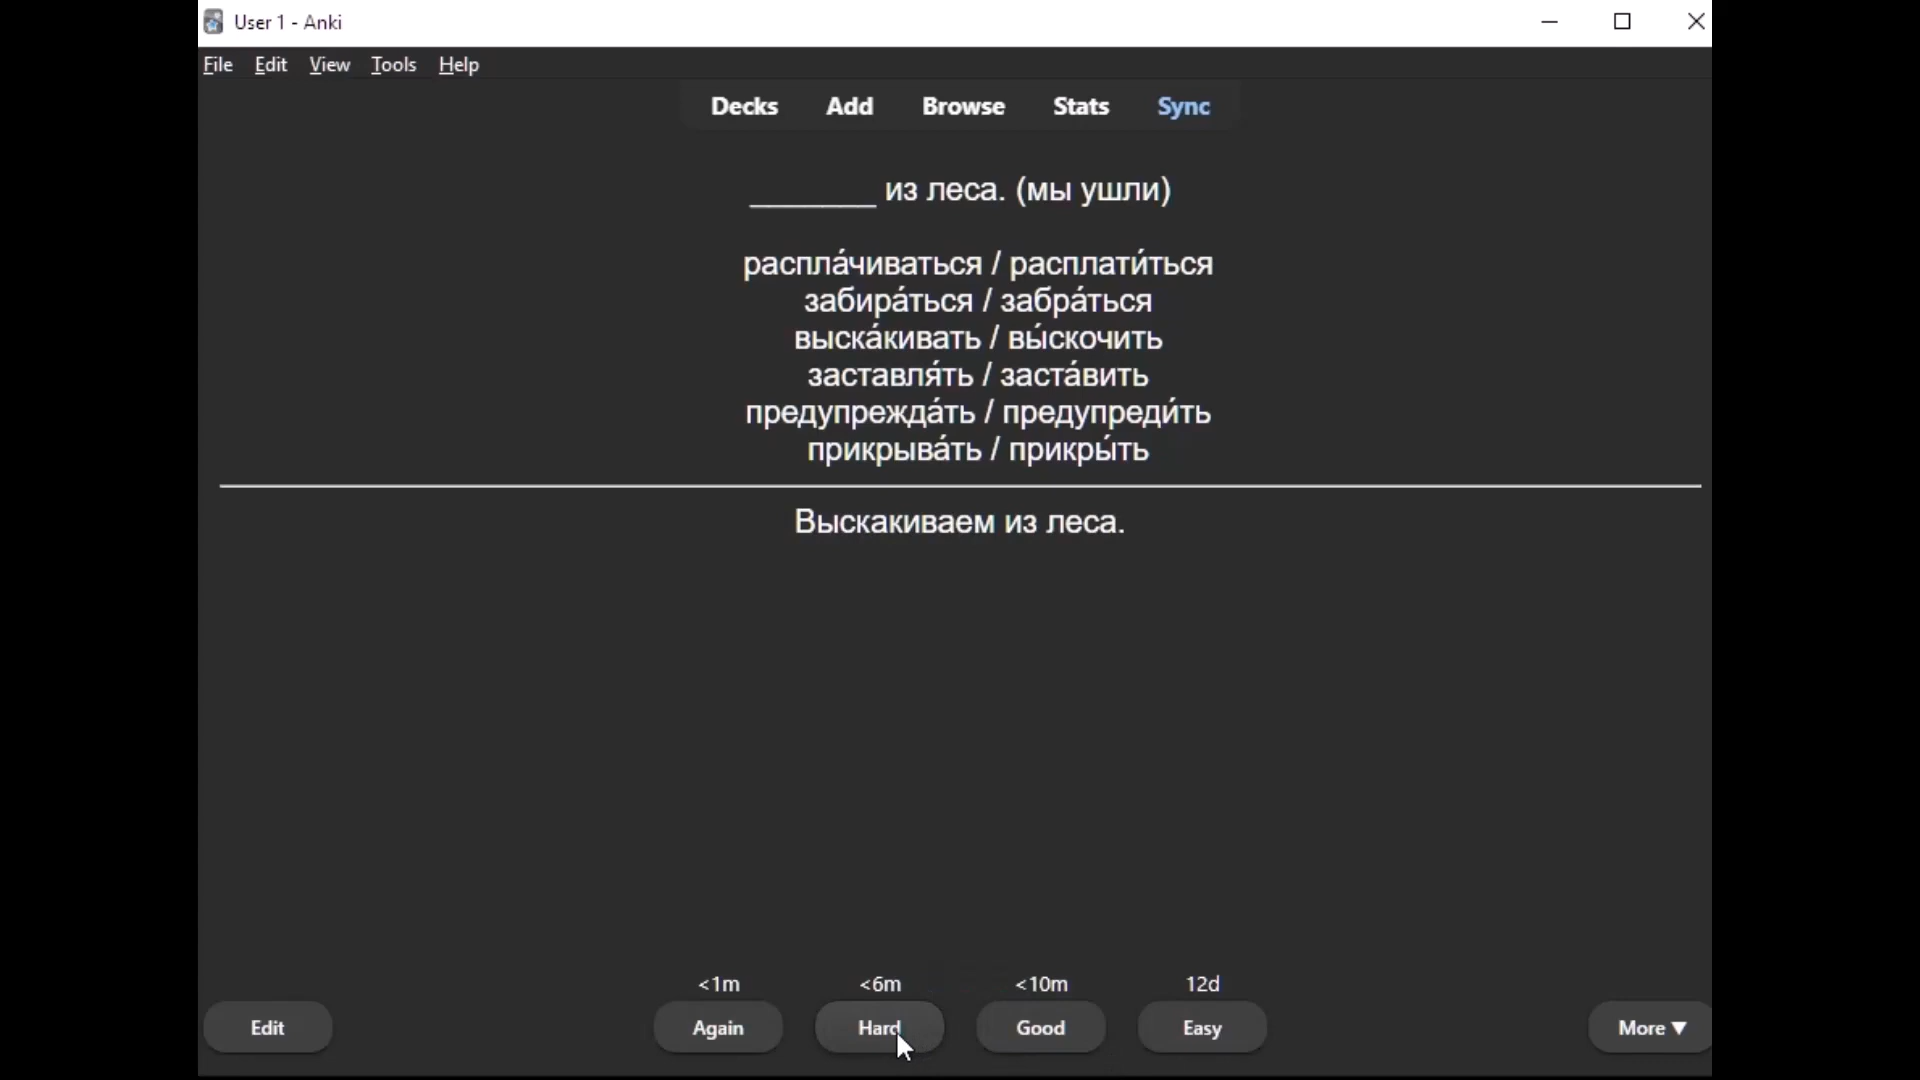 User 1 - Anki
File Edit View Tools Help
Decks Add Browse Stats Sync
_______ из леса. (мы ушли)
распла́чиваться / расплати́ться
забира́ться / забра́ться
выска́кивать / вы́скочить
заставля́ть / заста́вить
предупрежда́ть / предупреди́ть
прикрыва́ть / прикры́ть
Выскакиваем из леса.
<1m <6m <10m 12d
Edit Again Hard Good Easy More ▼